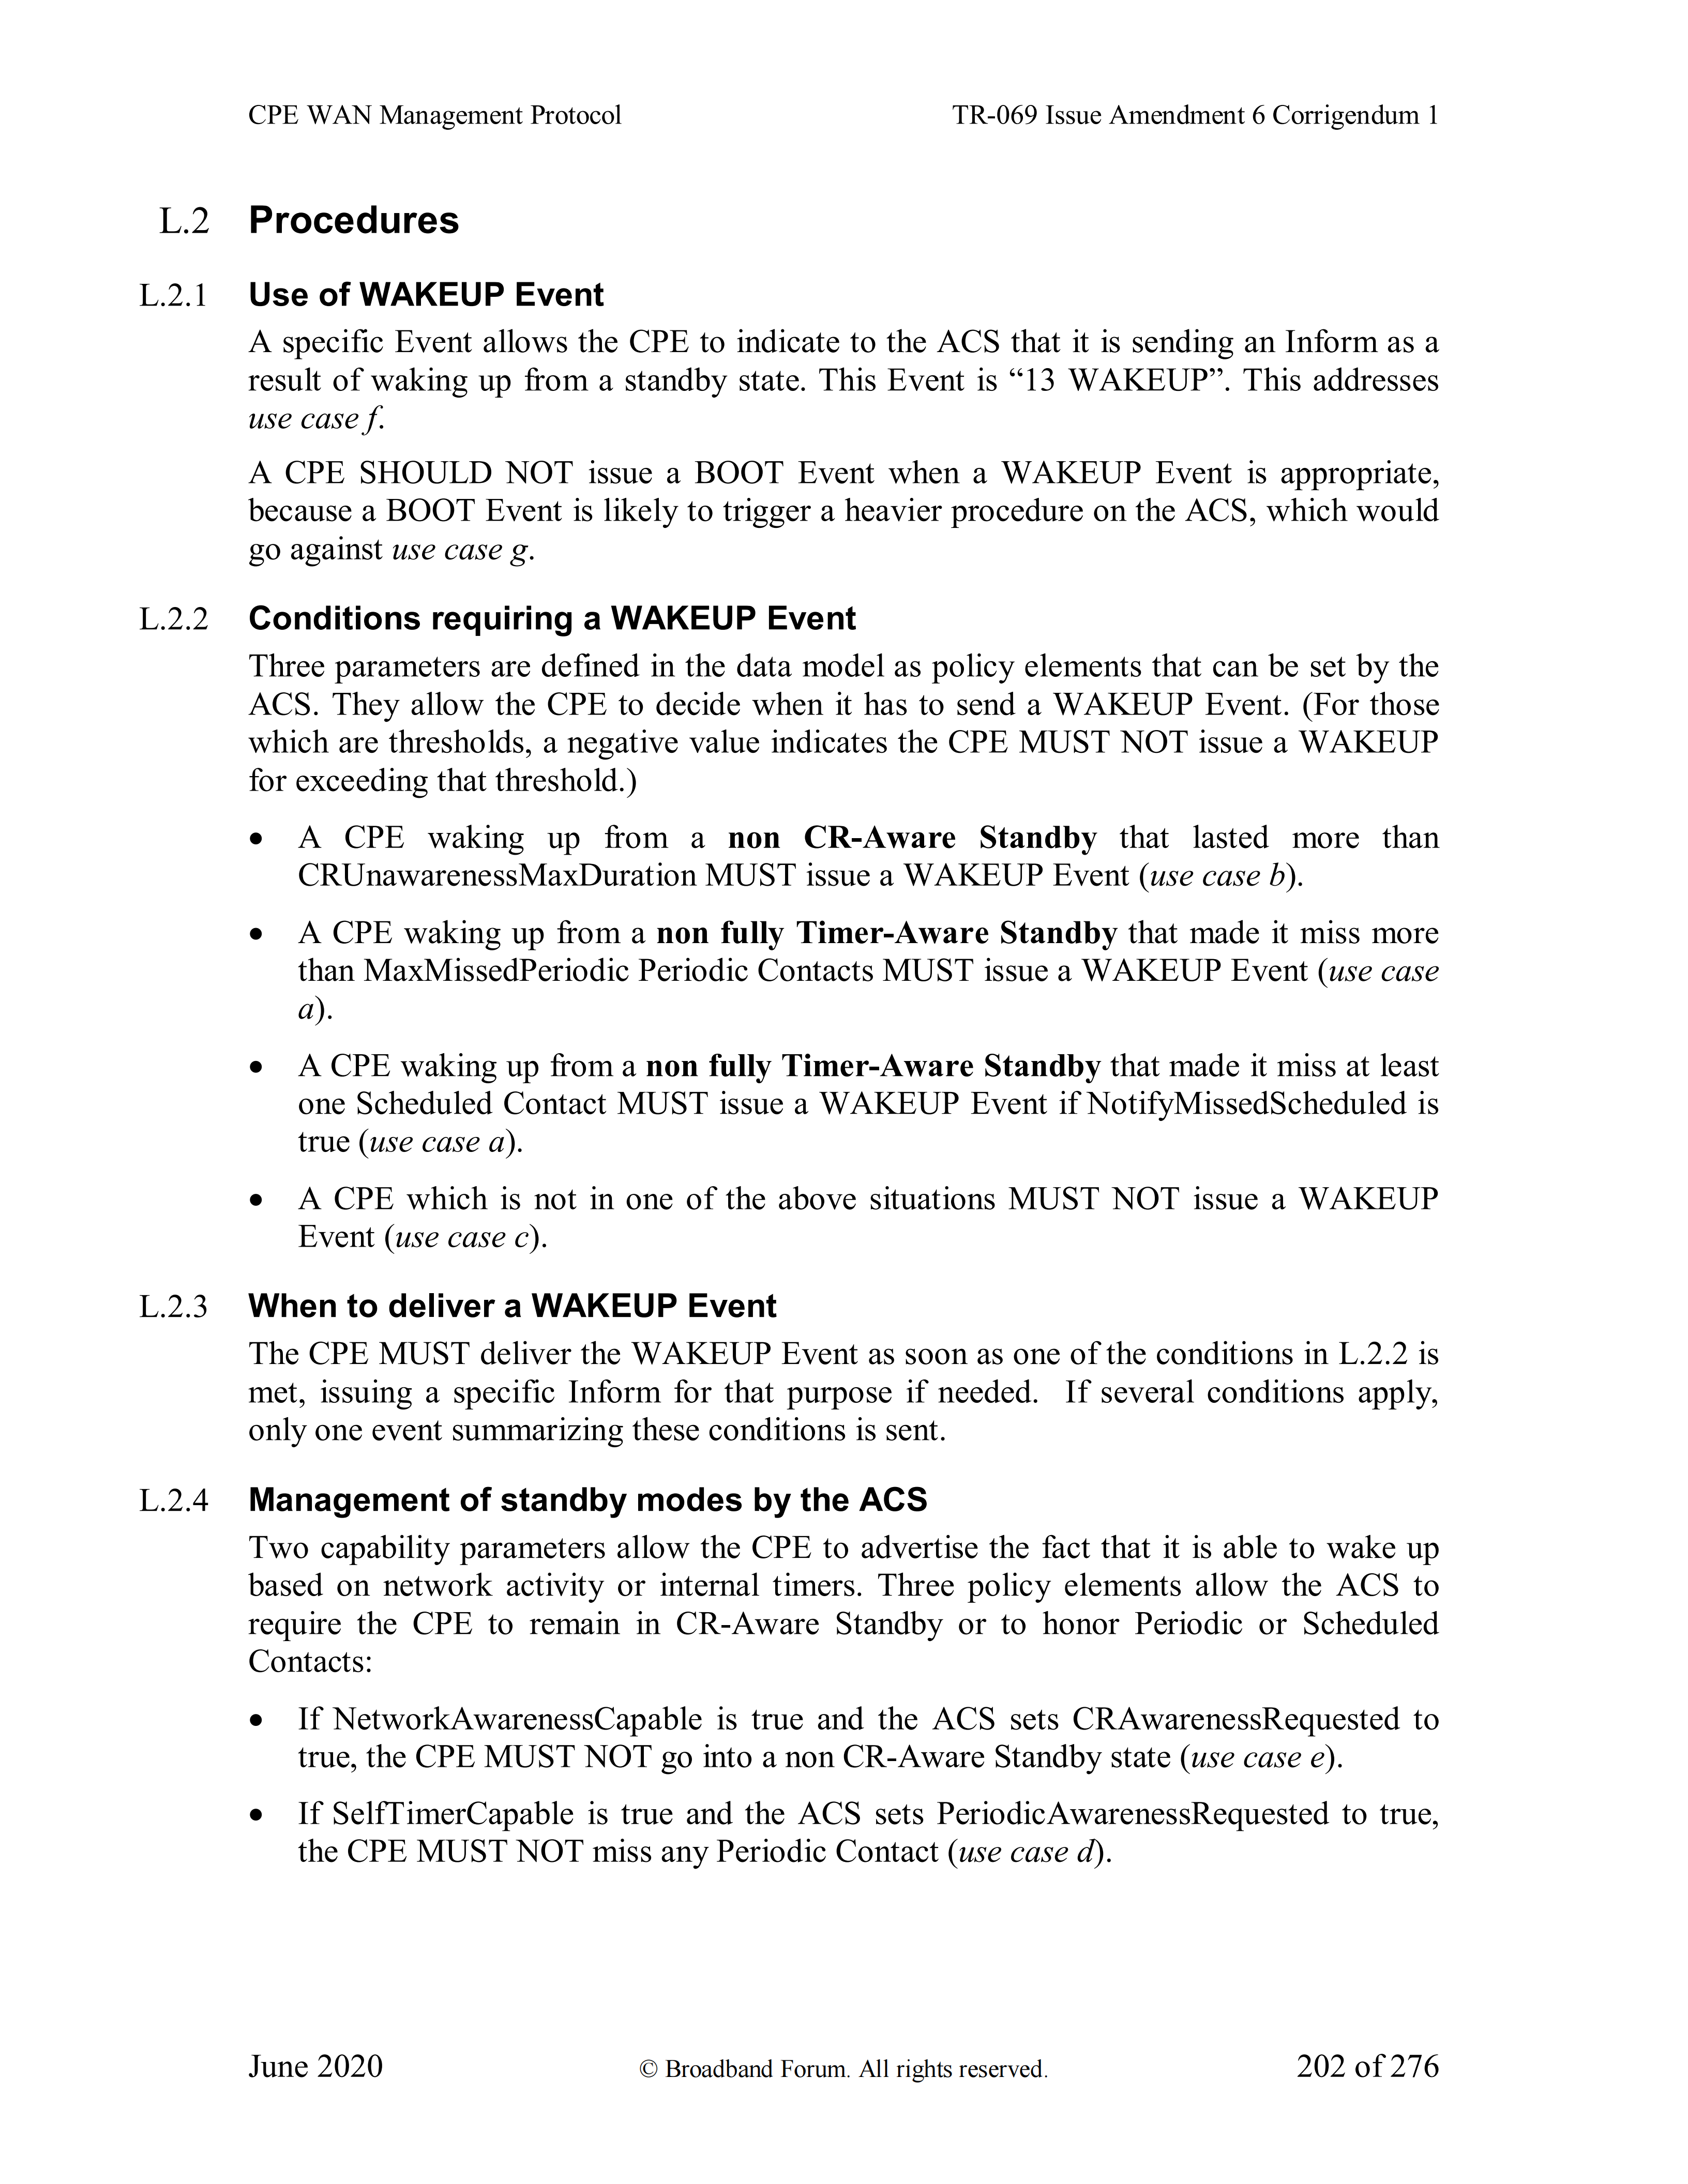 CPE WAN Management Protocol TR-069 Issue Amendment 6 Corrigendum 1
L.2 Procedures
L.2.1 Use of WAKEUP Event
A specific Event allows the CPE to indicate to the ACS that it is sending an Inform as a
result of waking up from a standby state. This Event is “13 WAKEUP”. This addresses
use case f.
A CPE SHOULD NOT issue a BOOT Event when a WAKEUP Event is appropriate,
because a BOOT Event is likely to trigger a heavier procedure on the ACS, which would
go against use case g.
L.2.2 Conditions requiring a WAKEUP Event
Three parameters are defined in the data model as policy elements that can be set by the
ACS. They allow the CPE to decide when it has to send a WAKEUP Event. (For those
which are thresholds, a negative value indicates the CPE MUST NOT issue a WAKEUP
for exceeding that threshold.)
• A CPE waking up from a non CR-Aware Standby that lasted more than
CRUnawarenessMaxDuration MUST issue a WAKEUP Event (use case b).
• A CPE waking up from a non fully Timer-Aware Standby that made it miss more
than MaxMissedPeriodic Periodic Contacts MUST issue a WAKEUP Event (use case
a).
• A CPE waking up from a non fully Timer-Aware Standby that made it miss at least
one Scheduled Contact MUST issue a WAKEUP Event if NotifyMissedScheduled is
true (use case a).
• A CPE which is not in one of the above situations MUST NOT issue a WAKEUP
Event (use case c).
L.2.3 When to deliver a WAKEUP Event
The CPE MUST deliver the WAKEUP Event as soon as one of the conditions in L.2.2 is
met, issuing a specific Inform for that purpose if needed. If several conditions apply,
only one event summarizing these conditions is sent.
L.2.4 Management of standby modes by the ACS
Two capability parameters allow the CPE to advertise the fact that it is able to wake up
based on network activity or internal timers. Three policy elements allow the ACS to
require the CPE to remain in CR-Aware Standby or to honor Periodic or Scheduled
Contacts:
• If NetworkAwarenessCapable is true and the ACS sets CRAwarenessRequested to
true, the CPE MUST NOT go into a non CR-Aware Standby state (use case e).
• If SelfTimerCapable is true and the ACS sets PeriodicAwarenessRequested to true,
the CPE MUST NOT miss any Periodic Contact (use case d).
June 2020 © Broadband Forum. All rights reserved. 202 of 276